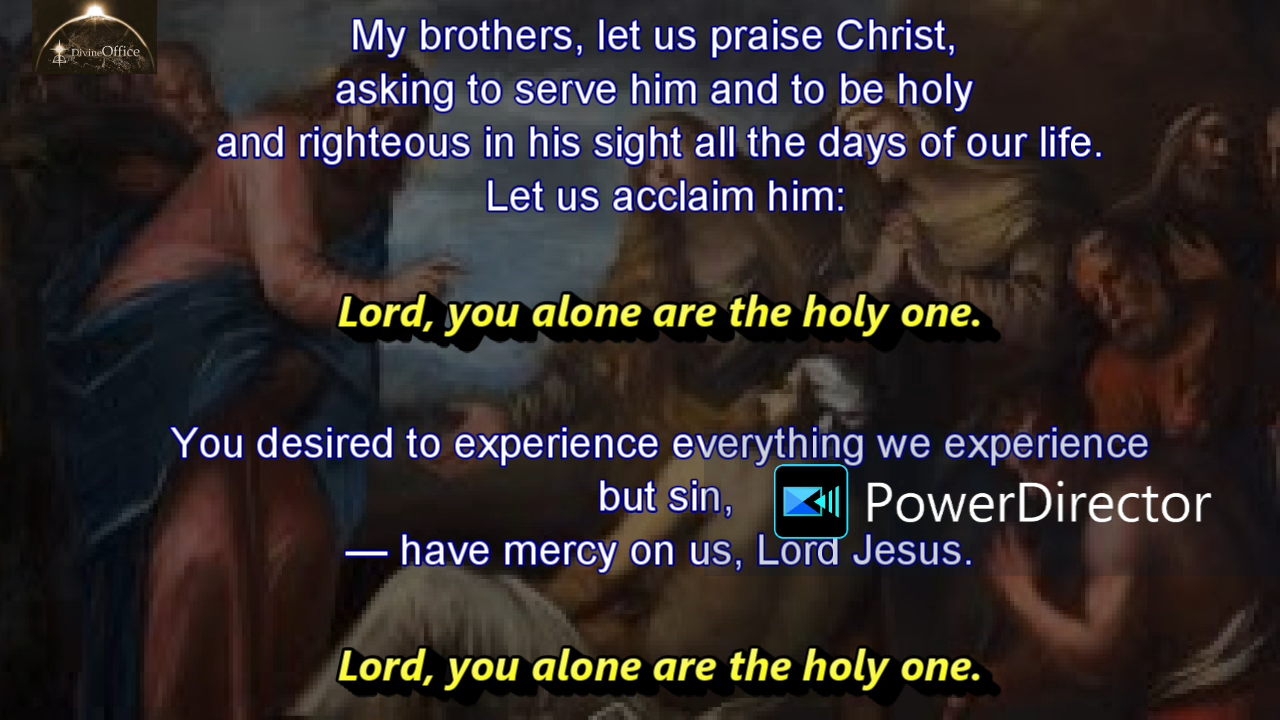 DivineOffice
My brothers, let us praise Christ,
asking to serve him and to be holy
and righteous in his sight all the days of our life.
Let us acclaim him:
Lord, you alone are the holy one.
You desired to experience everything we experience
but sin,
PowerDirector
— have mercy on us, Lord Jesus.
Lord, you alone are the holy one.